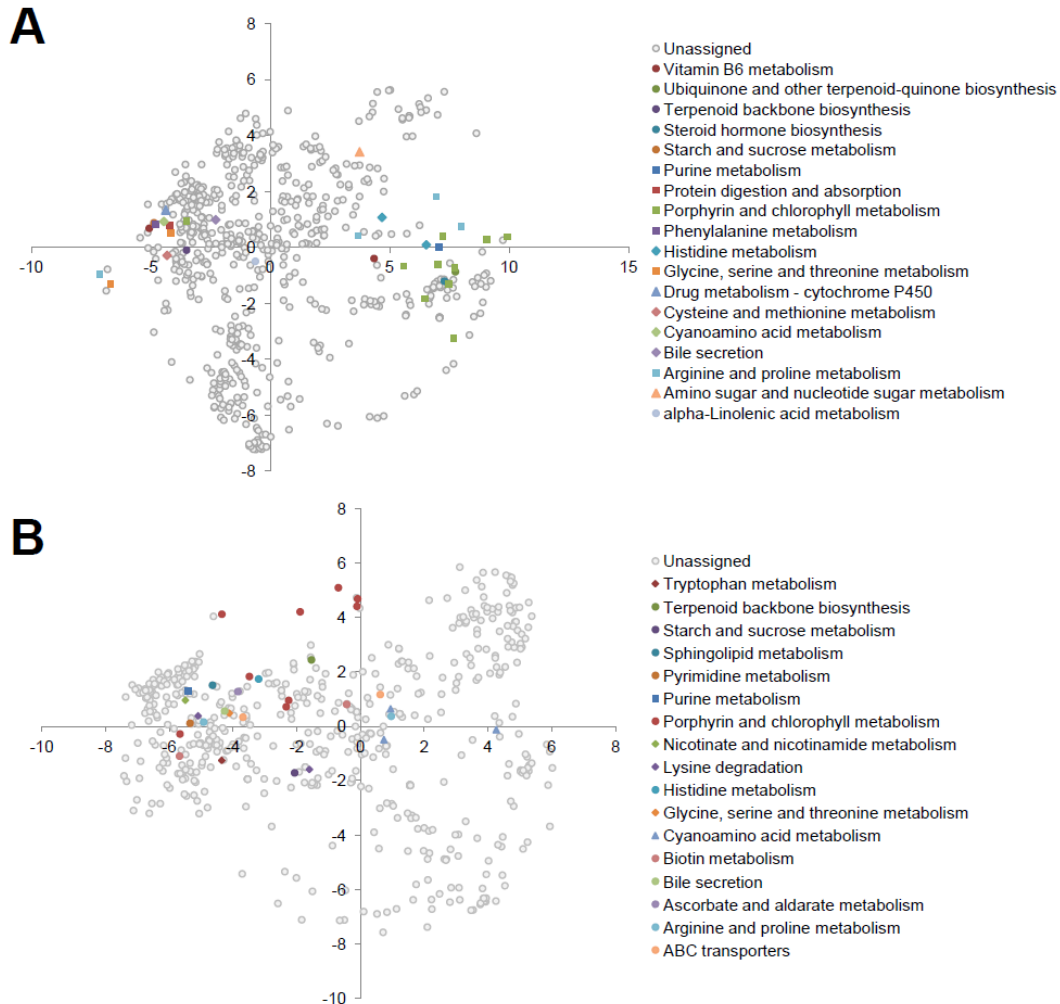 A
8
6
4
2
0
-2
-4
-6
-8
-10
-5
0
5
10
15
Unassigned
Vitamin B6 metabolism
Ubiquinone and other terpenoid-quinone biosynthesis
Terpenoid backbone biosynthesis
Steroid hormone biosynthesis
Starch and sucrose metabolism
Purine metabolism
Protein digestion and absorption
Porphyrin and chlorophyll metabolism
Phenylalanine metabolism
Histidine metabolism
Glycine, serine and threonine metabolism
Drug metabolism - cytochrome P450
Cysteine and methionine metabolism
Cyanoamino acid metabolism
Bile secretion
Arginine and proline metabolism
Amino sugar and nucleotide sugar metabolism
alpha-Linolenic acid metabolism
B
8
6
4
2
0
-2
-4
-6
-8
-10
-10
-8
-6
-4
-2
0
2
4
6
8
Unassigned
Tryptophan metabolism
Terpenoid backbone biosynthesis
Starch and sucrose metabolism
Sphingolipid metabolism
Pyrimidine metabolism
Purine metabolism
Porphyrin and chlorophyll metabolism
Nicotinate and nicotinamide metabolism
Lysine degradation
Histidine metabolism
Glycine, serine and threonine metabolism
Cyanoamino acid metabolism
Biotin metabolism
Bile secretion
Ascorbate and aldarate metabolism
Arginine and proline metabolism
ABC transporters